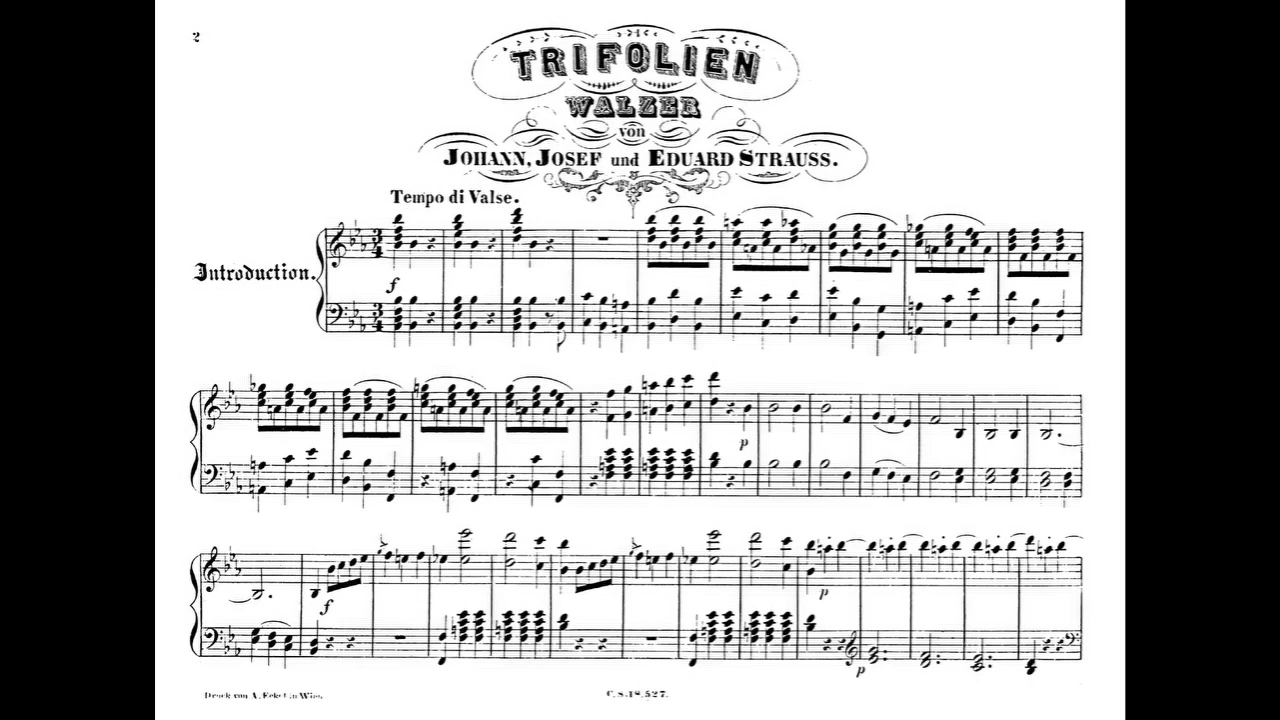 2
TRIFOLIEN
WALZER
von
JOHANN, JOSEF und EDUARD STRAUSS.
Tempo di Valse.
Introduction.
f
p
f
p
p
Druck von A. Eckel in Wien.
C.S.18,527.